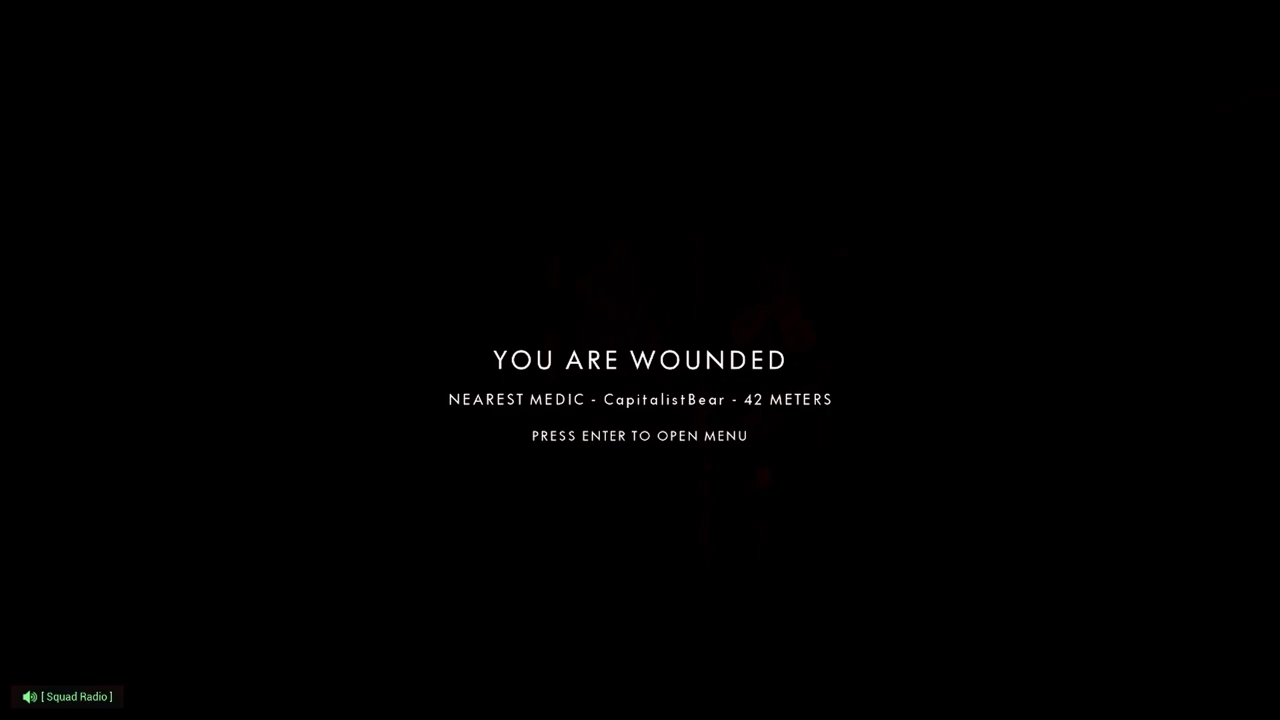 YOU ARE WOUNDED
NEAREST MEDIC - CapitalistBear - 42 METERS
PRESS ENTER TO OPEN MENU
[ Squad Radio ]